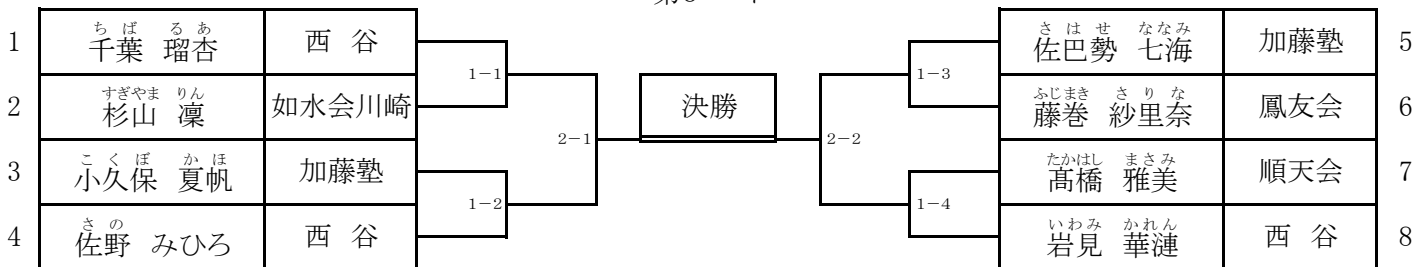 1 千葉 瑠杏 ちば るあ 西 谷
2 杉山 凜 すぎやま りん 如水会川崎
3 小久保 夏帆 こくぼ かほ 加藤塾
4 佐野 みひろ さの 西 谷
1-1
1-2
2-1
決勝
2-2
1-3
1-4
佐巴勢 七海 さはせ ななみ 加藤塾 5
藤巻 紗里奈 ふじまき さりな 鳳友会 6
髙橋 雅美 たかはし まさみ 順天会 7
岩見 華漣 いわみ かれん 西 谷 8